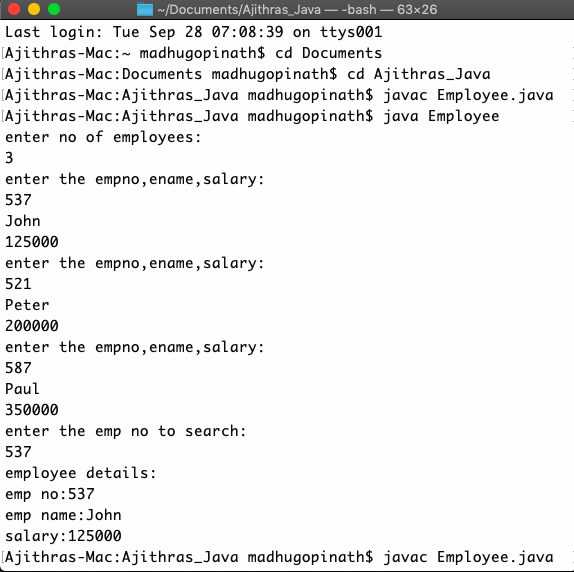 ~/Documents/Ajithras_Java — -bash — 63×26
Last login: Tue Sep 28 07:08:39 on ttys001
Ajithras-Mac:~ madhugopinath$ cd Documents
[Ajithras-Mac:Documents madhugopinath$ cd Ajithras_Java
[Ajithras-Mac:Ajithras_Java madhugopinath$ javac Employee.java ]
[Ajithras-Mac:Ajithras_Java madhugopinath$ java Employee ]
enter no of employees:
3
enter the empno,ename,salary:
537
John
125000
enter the empno,ename,salary:
521
Peter
200000
enter the empno,ename,salary:
587
Paul
350000
enter the emp no to search:
537
employee details:
emp no:537
emp name:John
salary:125000
[Ajithras-Mac:Ajithras_Java madhugopinath$ javac Employee.java ]